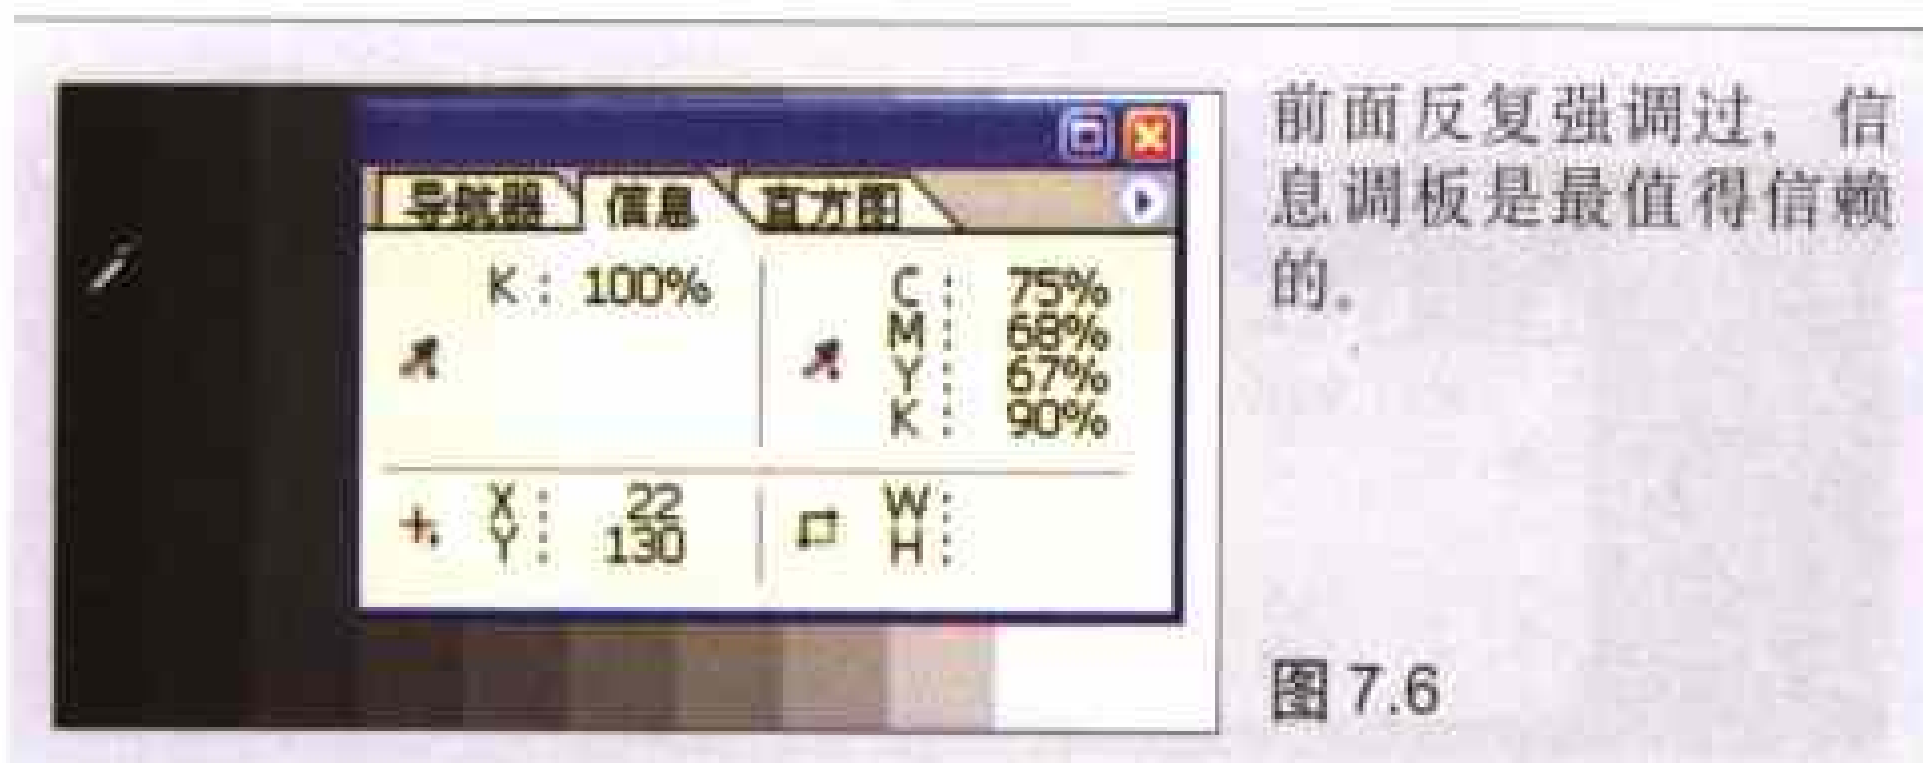 导航器 信息 直方图
K : 100%
C : 75%
M : 68%
Y : 67%
K : 90%
X : 22
Y : 130
W :
H :
前面反复强调过，信
息调板是最值得信赖
的。
图 7.6